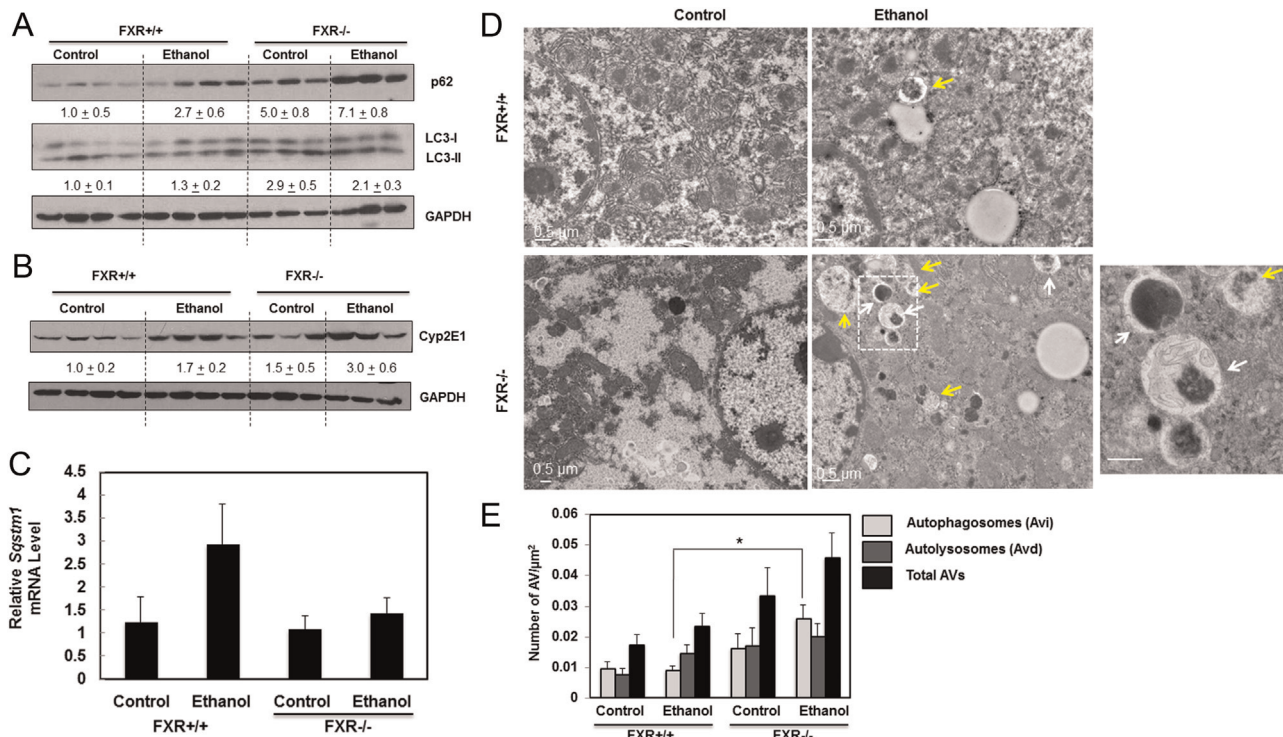 A
FXR+/+ FXR-/-
Control Ethanol Control Ethanol
p62
1.0 ± 0.5 2.7 ± 0.6 5.0 ± 0.8 7.1 ± 0.8
LC3-I
LC3-II
1.0 ± 0.1 1.3 ± 0.2 2.9 ± 0.5 2.1 ± 0.3
GAPDH
B
FXR+/+ FXR-/-
Control Ethanol Control Ethanol
Cyp2E1
1.0 ± 0.2 1.7 ± 0.2 1.5 ± 0.5 3.0 ± 0.6
GAPDH
C
Relative Sqstm1
mRNA Level
4.5
4
3.5
3
2.5
2
1.5
1
0.5
0
Control Ethanol Control Ethanol
FXR+/+ FXR-/-
D
Control Ethanol
FXR+/+
0.5 µm 0.5 µm
FXR-/-
0.5 µm 0.5 µm
E
Number of AV/µm²
0.06
0.05
0.04
0.03
0.02
0.01
0
*
Autophagosomes (Avi)
Autolysosomes (Avd)
Total AVs
Control Ethanol Control Ethanol
FXR+/+ FXR-/-